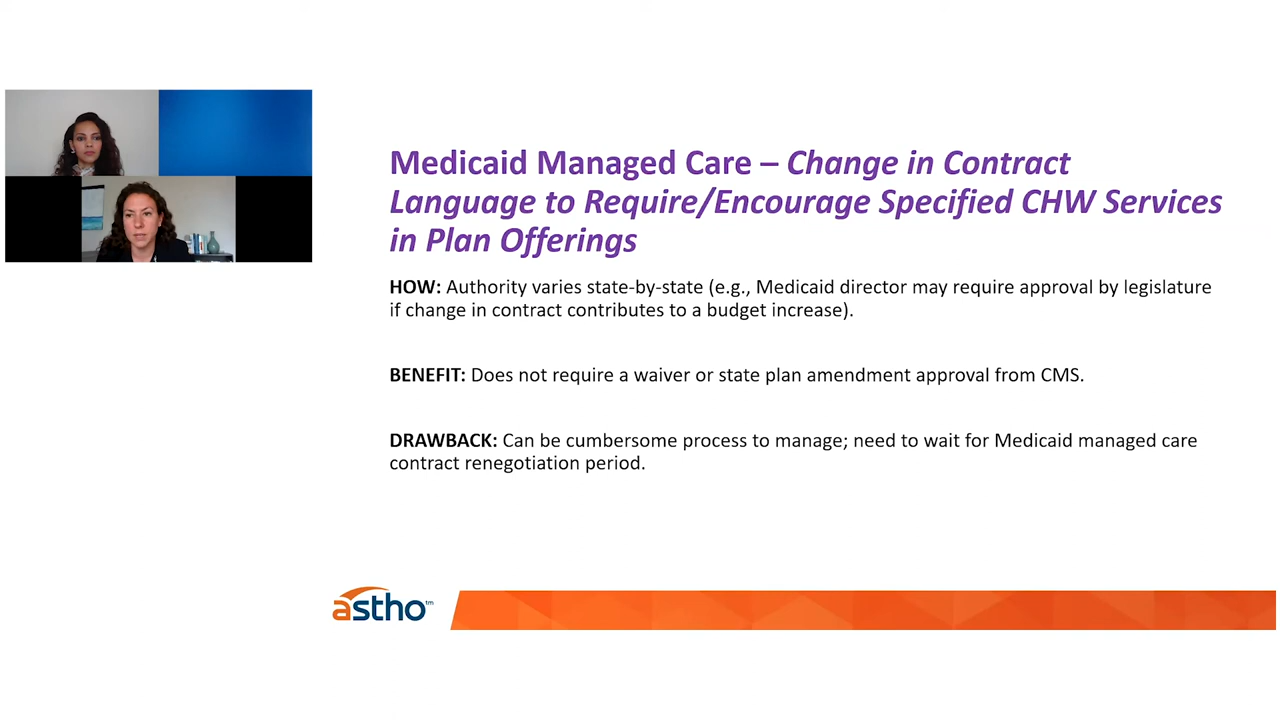 Medicaid Managed Care – Change in Contract
Language to Require/Encourage Specified CHW Services
in Plan Offerings
HOW: Authority varies state-by-state (e.g., Medicaid director may require approval by legislature
if change in contract contributes to a budget increase).
BENEFIT: Does not require a waiver or state plan amendment approval from CMS.
DRAWBACK: Can be cumbersome process to manage; need to wait for Medicaid managed care
contract renegotiation period.
astho™